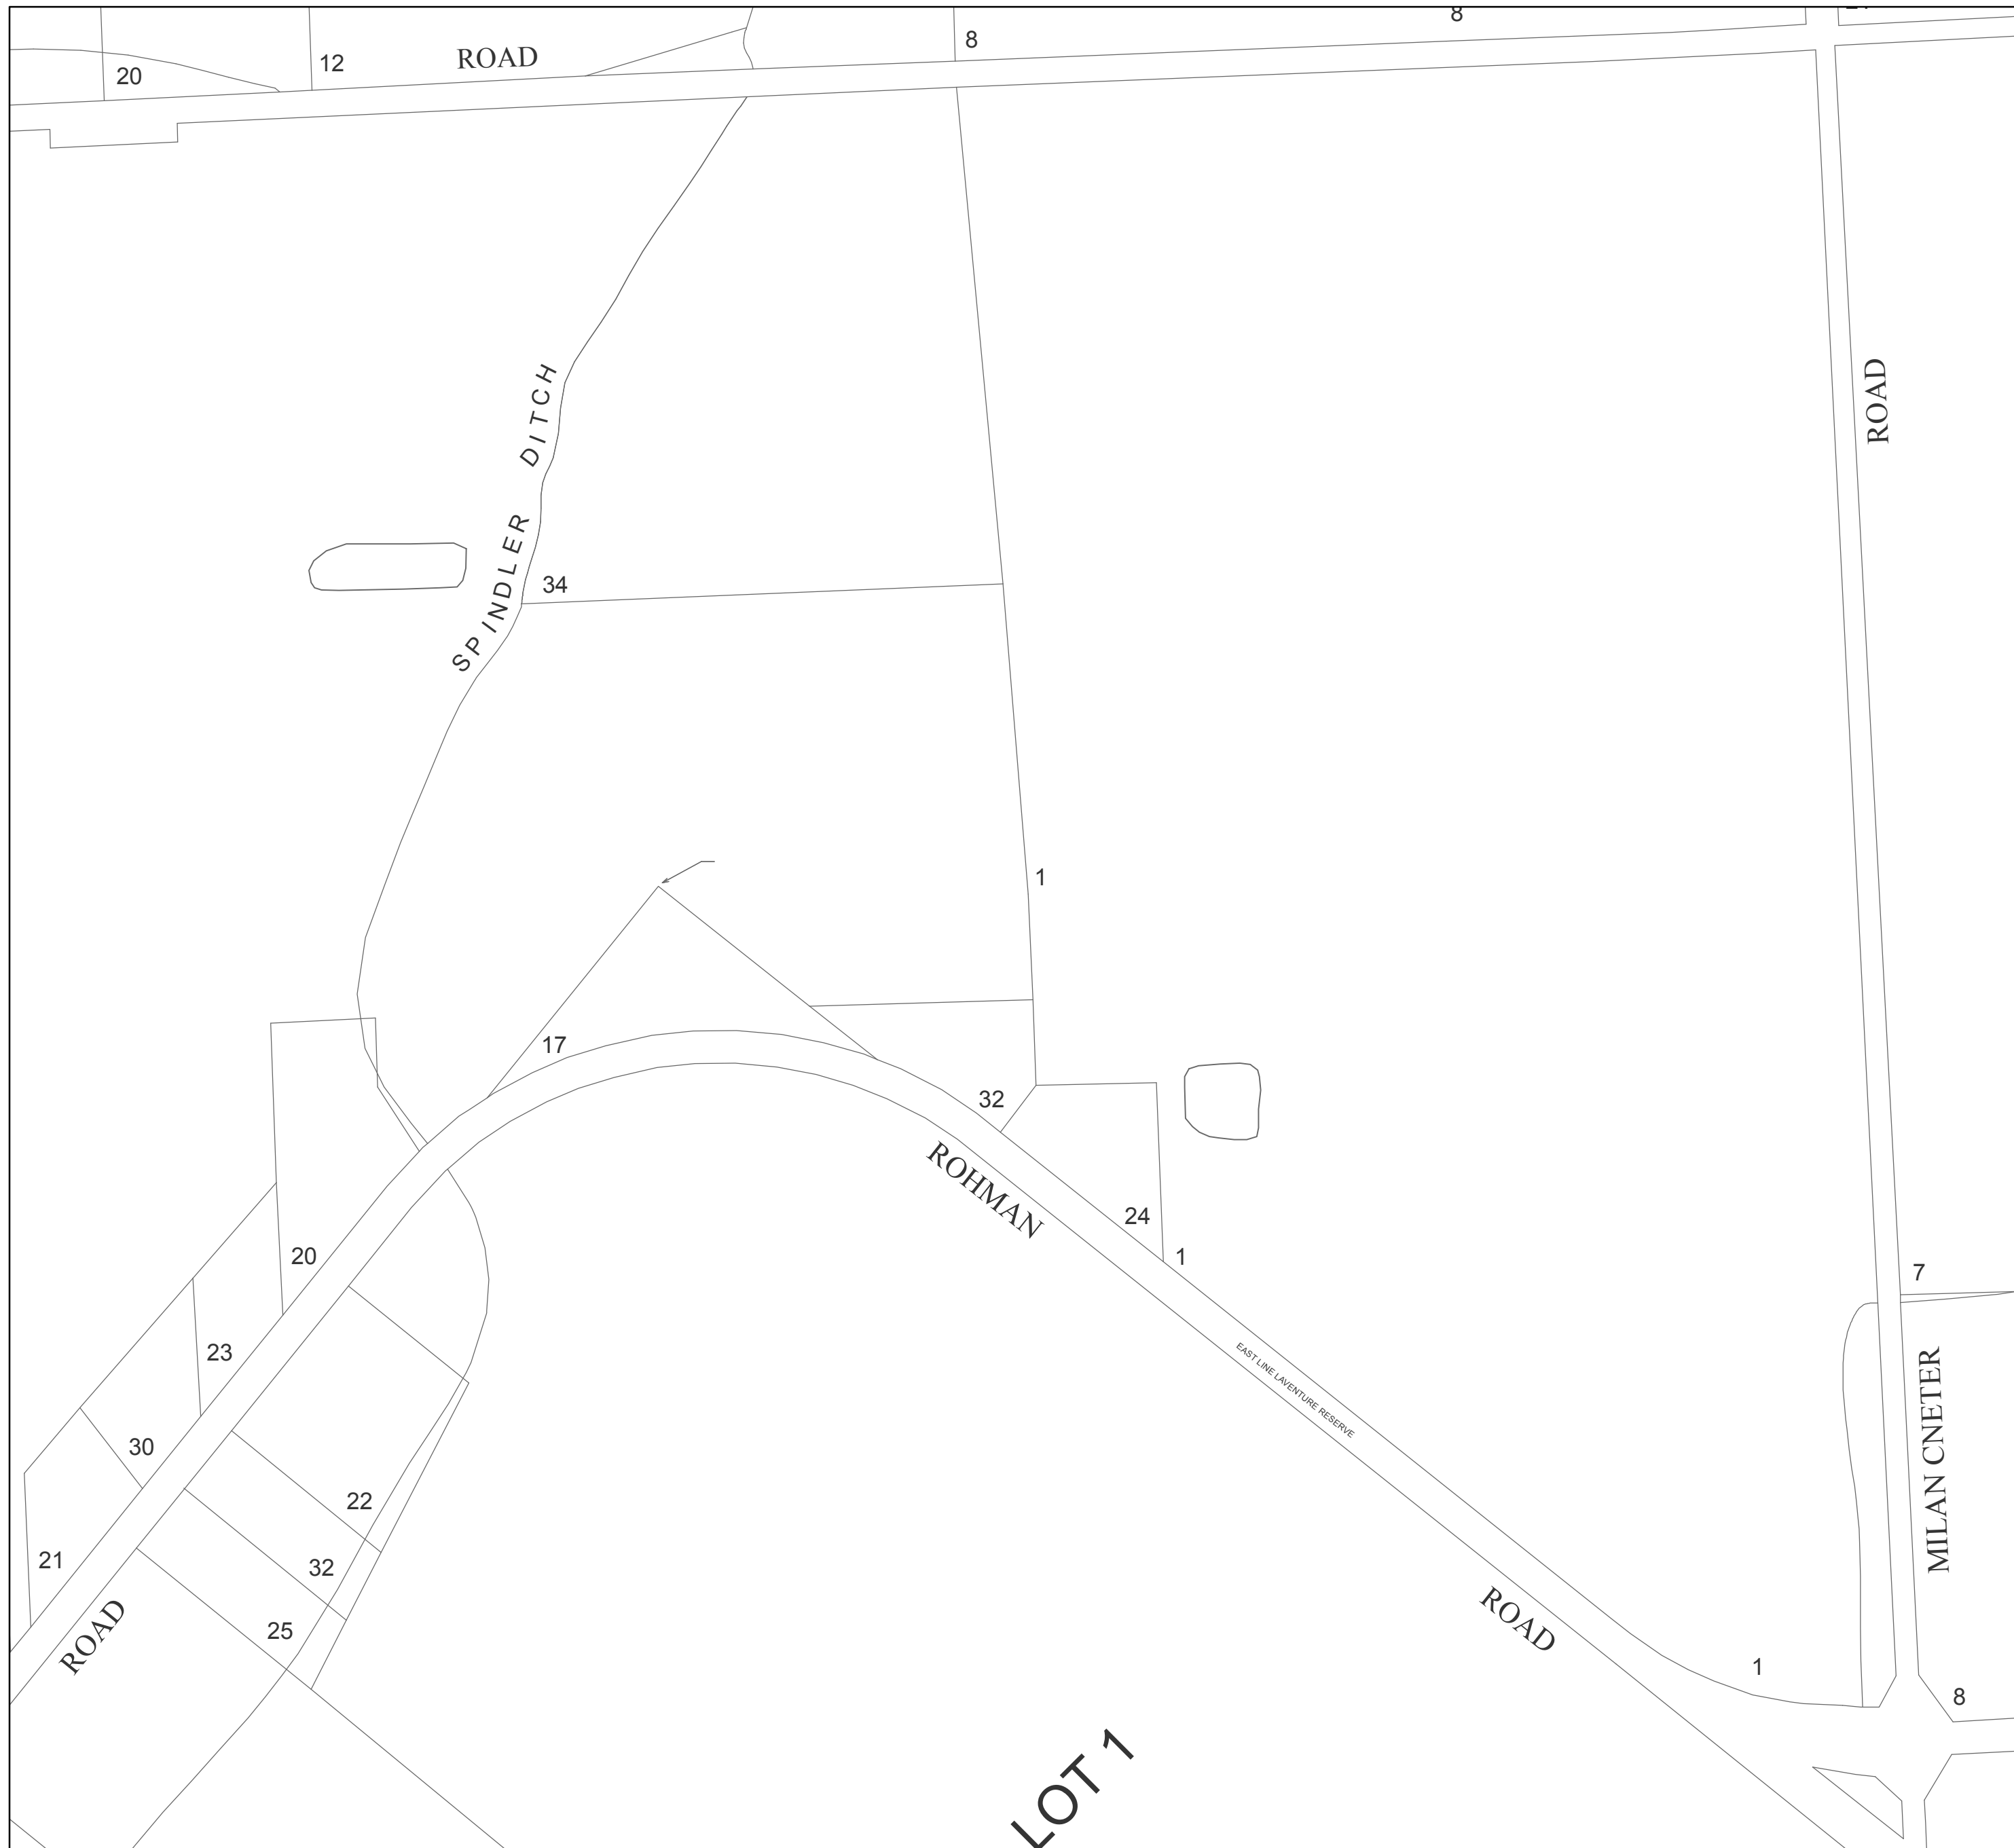 8
8
ROAD
12
20
ROAD
SPINDLER DITCH
34
1
17
32
ROHMAN
24
1
20
7
23
EAST LINE LAVENTURE RESERVE
MILAN CNETER
30
22
21
32
25
ROAD
ROAD
1
8
LOT 1